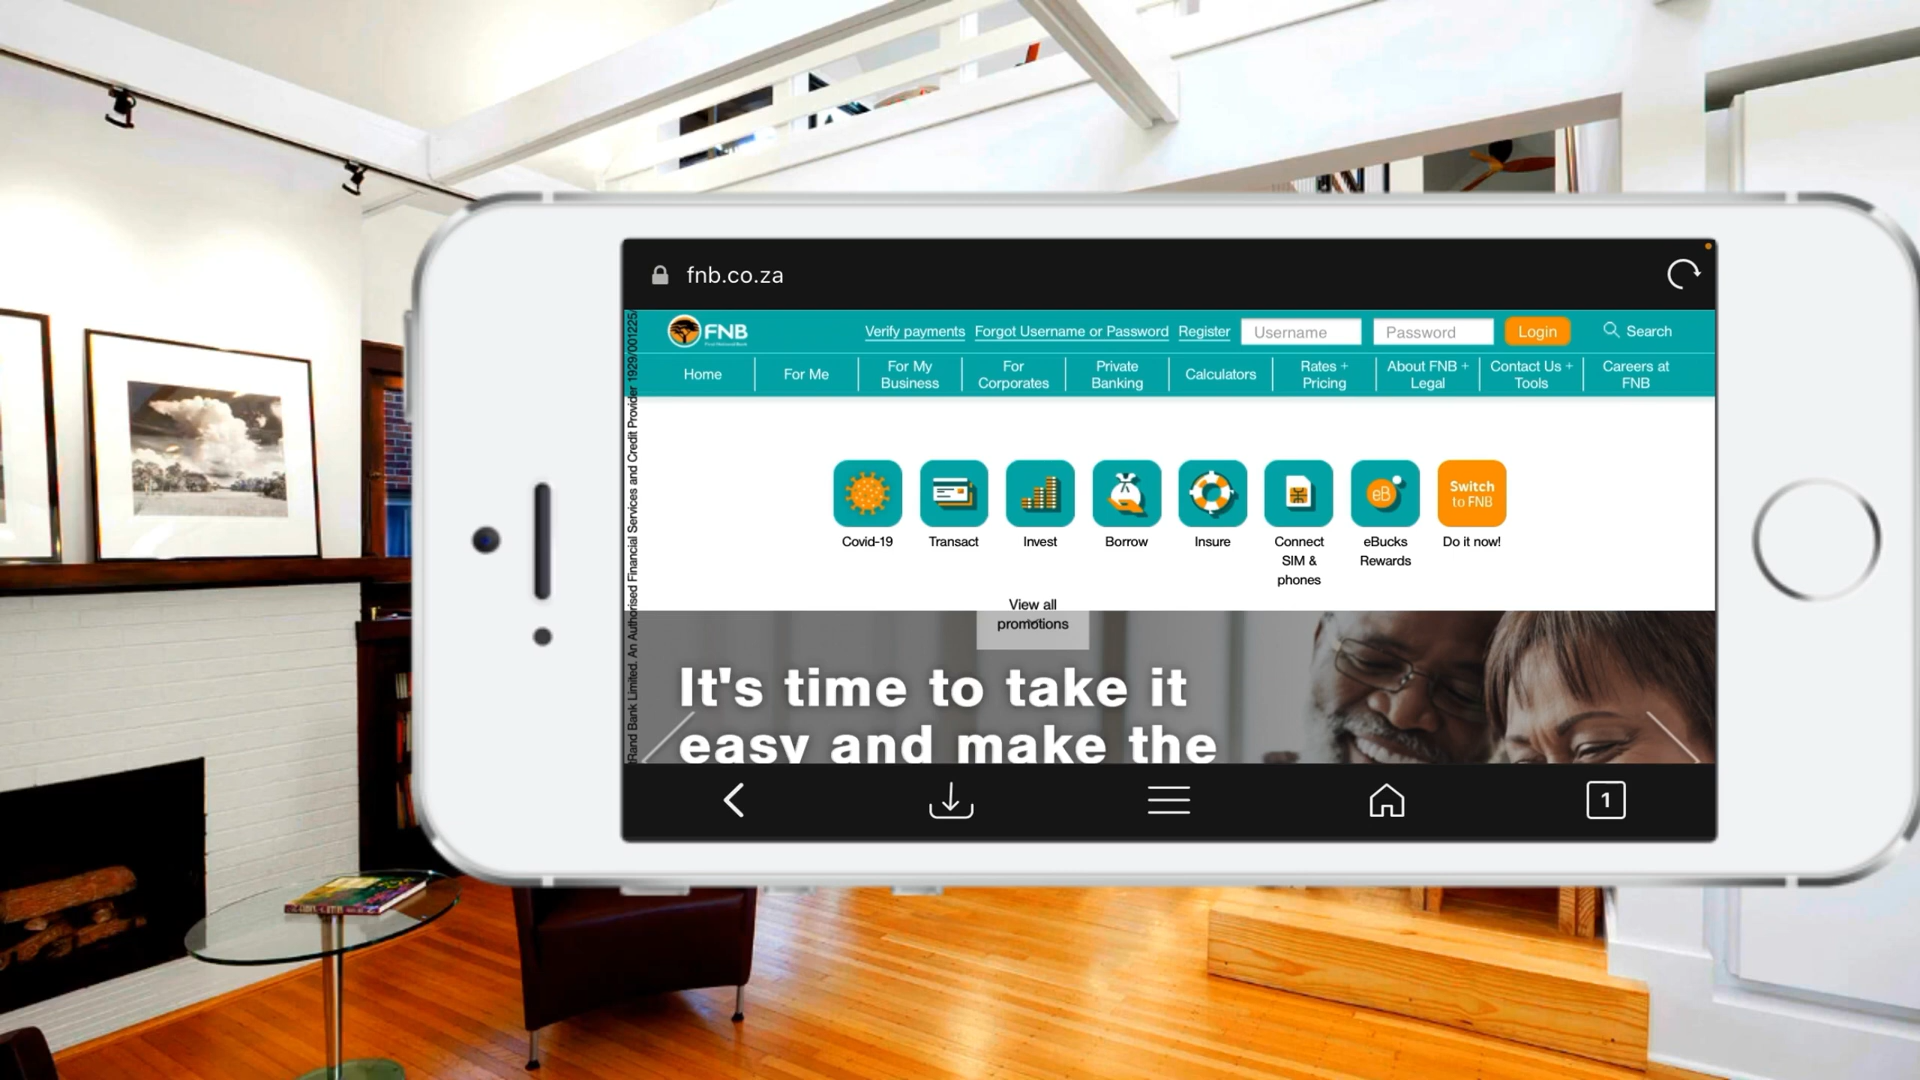 fnb.co.za
FNB
First National Bank
Verify payments
Forgot Username or Password
Register
Username
Password
Login
Search
Home
For Me
For My
Business
For
Corporates
Private
Banking
Calculators
Rates +
Pricing
About FNB +
Legal
Contact Us +
Tools
Careers at
FNB
eB
Switch
to FNB
Covid-19
Transact
Invest
Borrow
Insure
Connect
SIM &
phones
eBucks
Rewards
Do it now!
View all
promotions
It's time to take it
easy and make the
Rand Bank Limited. An Authorised Financial Services and Credit Provider 1929/001225/
1